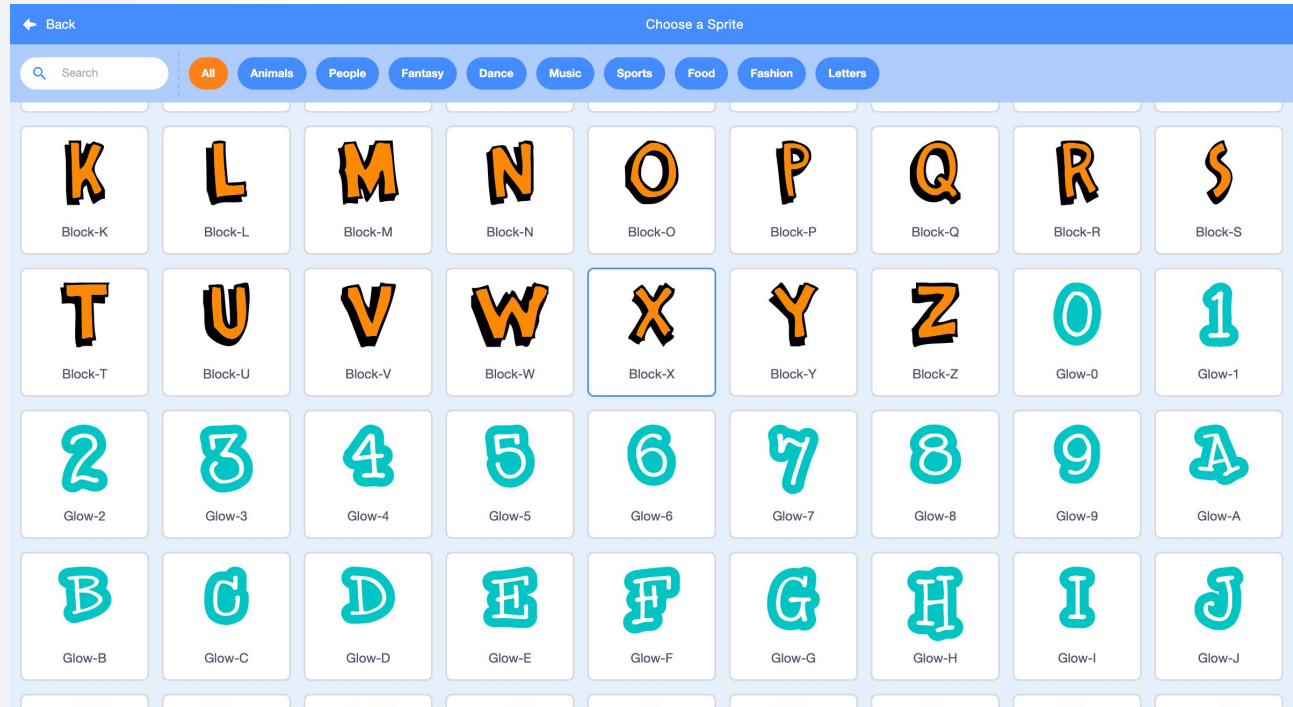 Back
Choose a Sprite
Search
All Animals People Fantasy Dance Music Sports Food Fashion Letters
K L M N O P Q R S
Block-K Block-L Block-M Block-N Block-O Block-P Block-Q Block-R Block-S
T U V W X Y Z 0 1
Block-T Block-U Block-V Block-W Block-X Block-Y Block-Z Glow-0 Glow-1
2 3 4 5 6 7 8 9 A
Glow-2 Glow-3 Glow-4 Glow-5 Glow-6 Glow-7 Glow-8 Glow-9 Glow-A
B C D E F G H I J
Glow-B Glow-C Glow-D Glow-E Glow-F Glow-G Glow-H Glow-I Glow-J